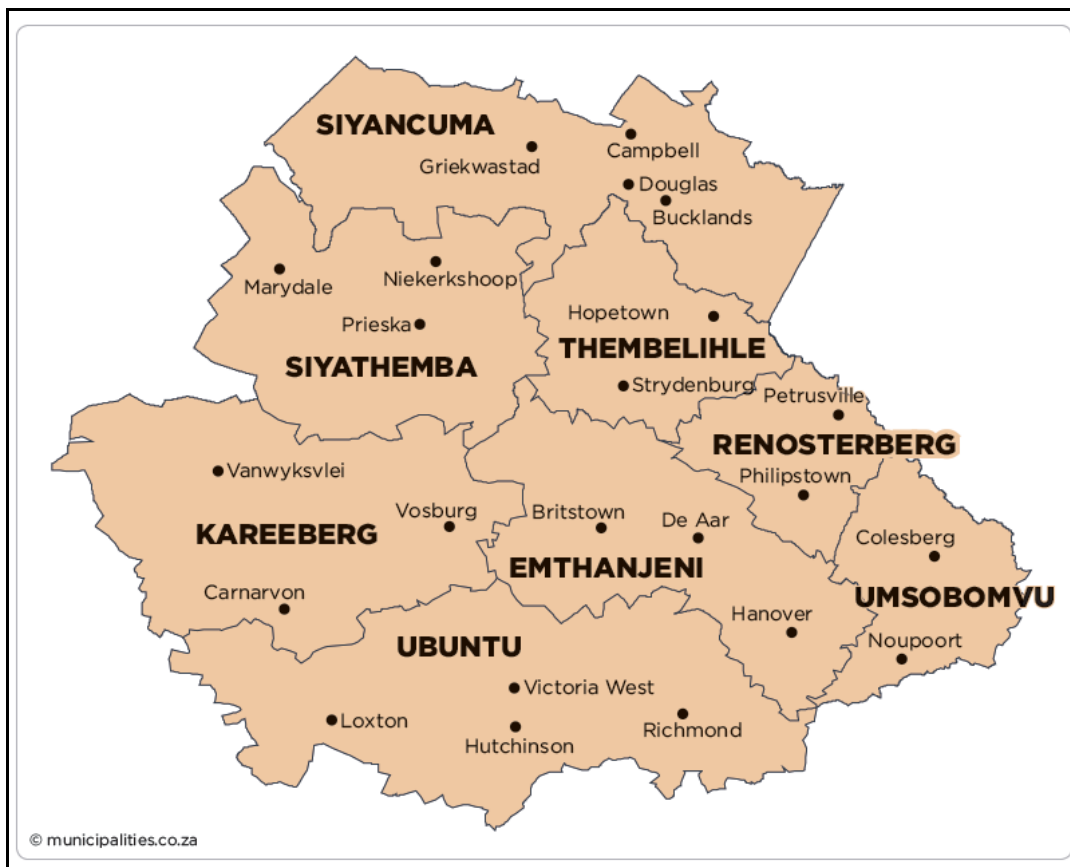 SIYANCUMA
Griekwastad
Campbell
Douglas
Bucklands
Marydale
Niekerkshoop
Prieska
SIYATHEMBA
Hopetown
THEMBELIHLE
Strydenburg
Petrusville
RENOSTERBERG
Philipstown
Vanwyksvlei
Vosburg
KAREEBERG
Carnarvon
Britstown
De Aar
EMTHANJENI
Hanover
Colesberg
UMSOBOMVU
Noupoort
UBUNTU
Victoria West
Loxton
Hutchinson
Richmond
© municipalities.co.za